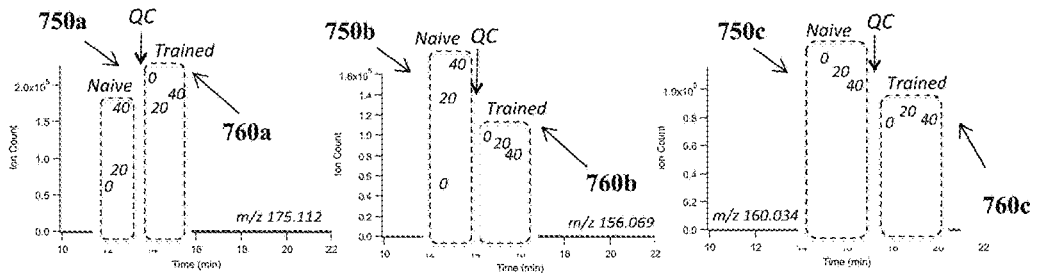 750a
QC
Trained
Naive
0
40
20
40
20
0
760a
2.0x10⁵
1.5
1.0
0.5
0.0
Ion Count
m/z 175.112
10
16
18
20
22
Time (min)
750b
Naive
QC
40
20
0
Trained
0
20
40
760b
1.6x10⁵
1.4
1.2
1.0
0.8
0.6
0.4
0.2
0.0
Ion Count
m/z 156.069
10
12
18
20
22
Time (min)
750c
Naive
QC
0
20
40
Trained
0
20
40
760c
0.8
0.6
0.4
0.2
0.0
Ion Count
m/z 160.034
10
12
16
18
20
22
Time (min)